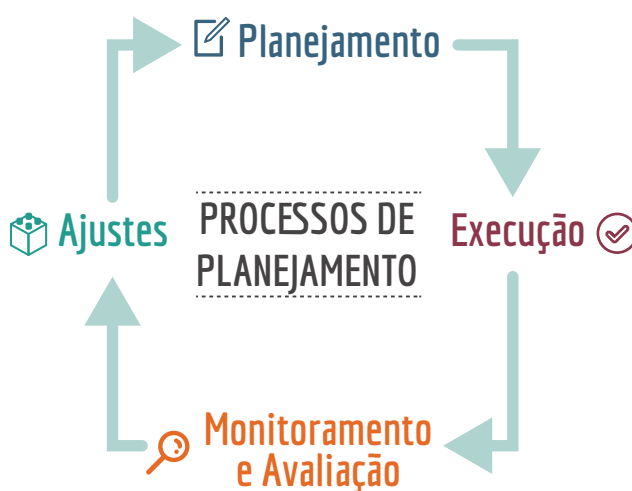 Planejamento
Ajustes
PROCESSOS DE
PLANEJAMENTO
Execução
Monitoramento
e Avaliação